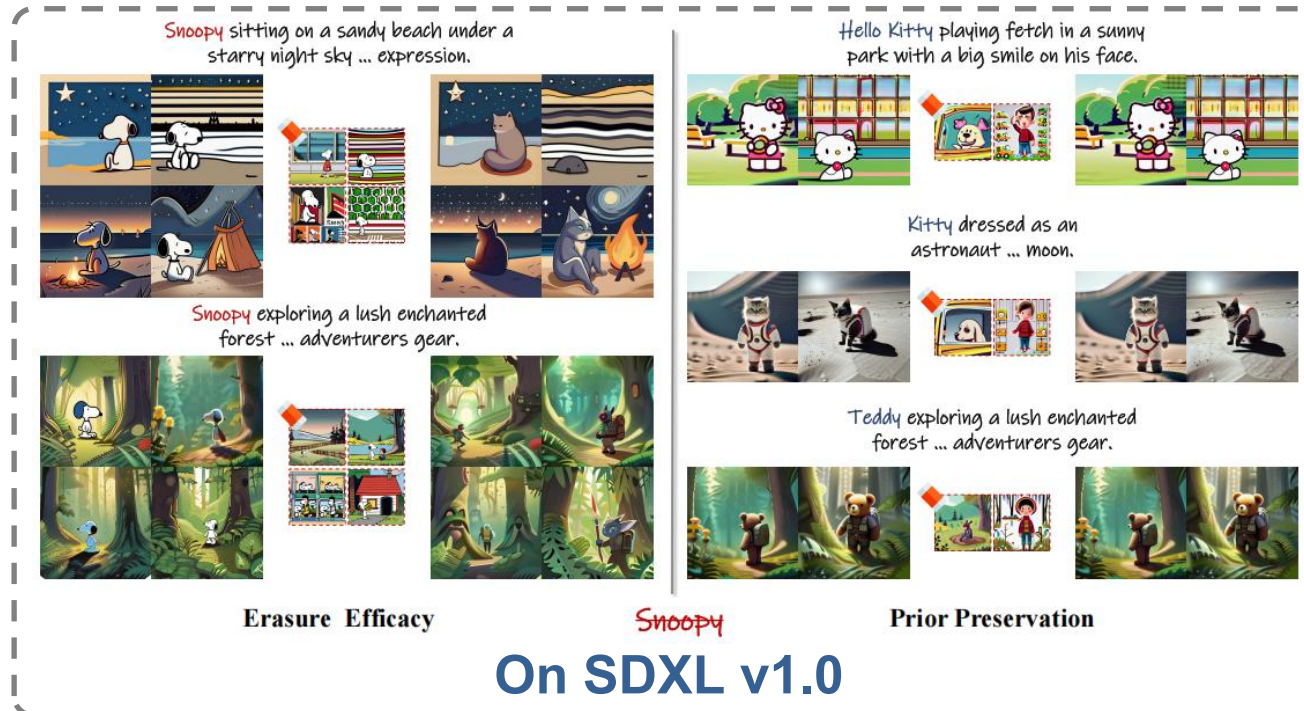 Snoopy sitting on a sandy beach under a
starry night sky ... expression.
Snoopy exploring a lush enchanted
forest ... adventurers gear.
Hello Kitty playing fetch in a sunny
park with a big smile on his face.
Kitty dressed as an
astronaut ... moon.
Teddy exploring a lush enchanted
forest ... adventurers gear.
Erasure Efficacy
Snoopy
Prior Preservation
On SDXL v1.0